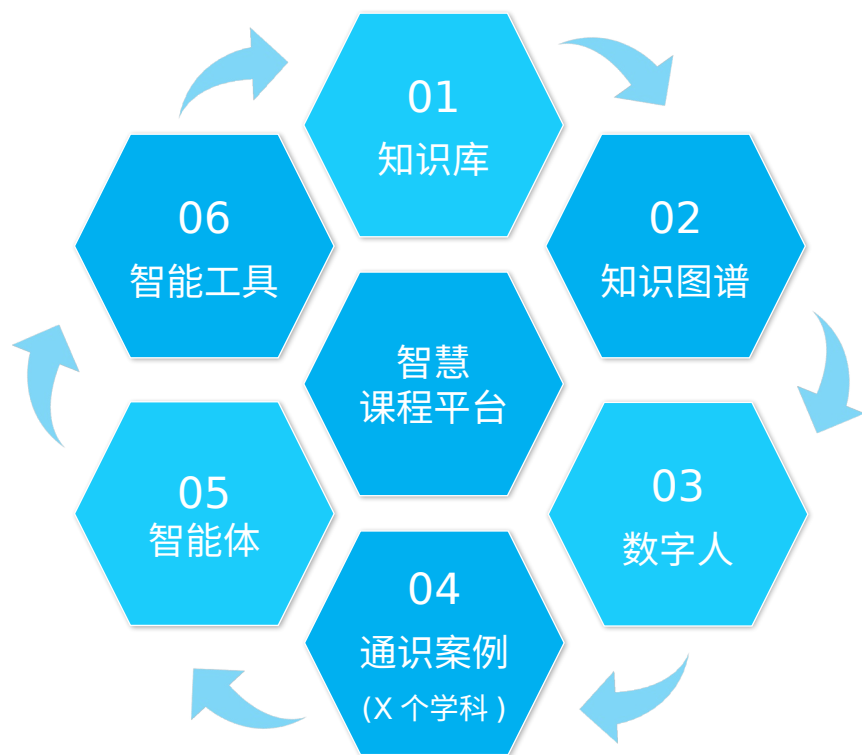 01
知识库
02
知识图谱
03
数字人
04
通识案例
(X 个学科 )
05
智能体
06
智能工具
智慧
课程平台